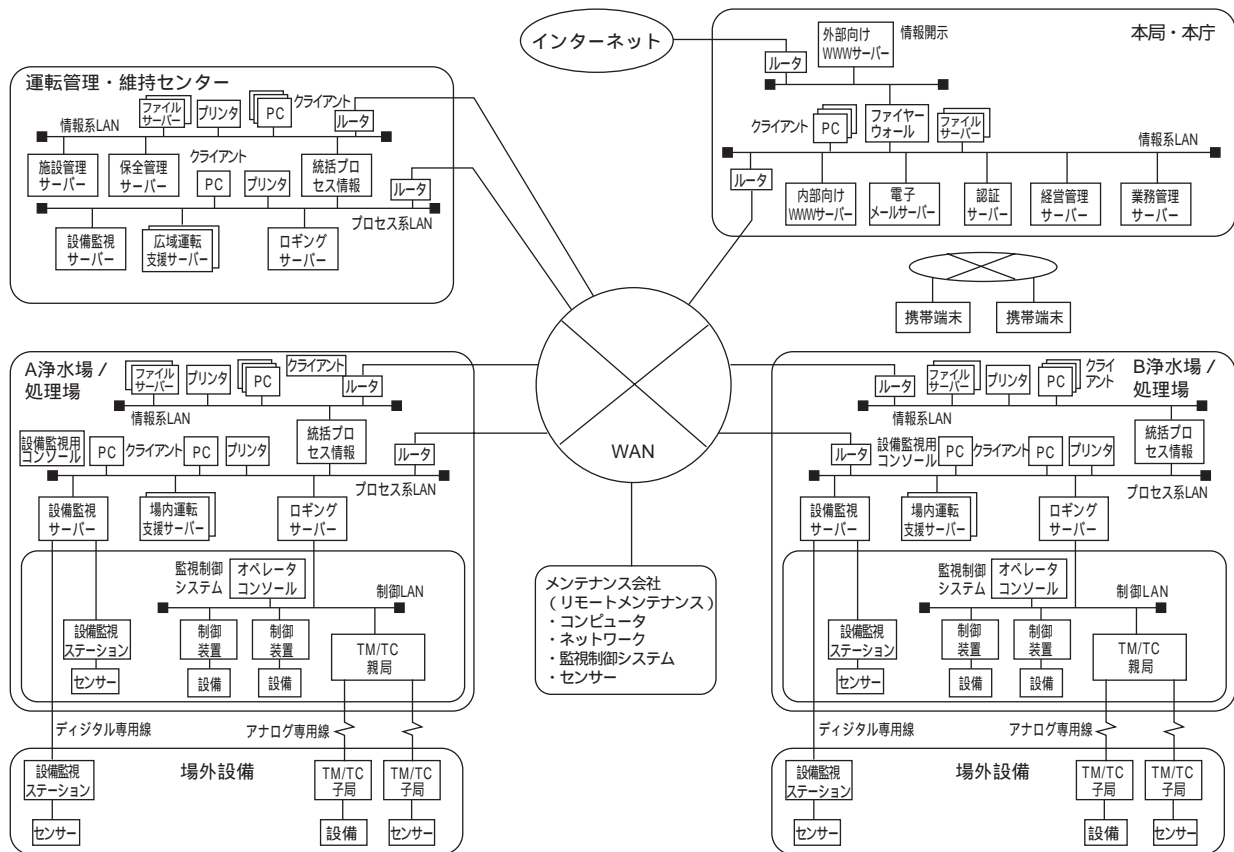 インターネット
本局・本庁
外部向け
WWWサーバー
情報開示
ルータ
クライアント
PC
ファイヤー
ウォール
ファイル
サーバー
情報系LAN
ルータ
内部向け
WWWサーバー
電子
メールサーバー
認証
サーバー
経営管理
サーバー
業務管理
サーバー
携帯端末
携帯端末
運転管理・維持センター
ファイル
サーバー
プリンタ
PC
クライアント
ルータ
情報系LAN
施設管理
サーバー
保全管理
サーバー
クライアント
PC
プリンタ
統括プロ
セス情報
ルータ
プロセス系LAN
設備監視
サーバー
広域運転
支援サーバー
ロギング
サーバー
A浄水場 /
処理場
ファイル
サーバー
プリンタ
PC
クライアント
ルータ
情報系LAN
設備監視用
コンソール
PC
クライアント
PC
プリンタ
統括プロ
セス情報
ルータ
プロセス系LAN
設備監視
サーバー
場内運転
支援サーバー
ロギング
サーバー
監視制御
システム
オペレータ
コンソール
制御LAN
設備監視
ステーション
センサー
制御
装置
設備
制御
装置
設備
TM/TC
親局
ディジタル専用線
アナログ専用線
場外設備
設備監視
ステーション
センサー
TM/TC
子局
設備
TM/TC
子局
センサー
WAN
メンテナンス会社
(リモートメンテナンス)
・コンピュータ
・ネットワーク
・監視制御システム
・センサー
B浄水場 /
処理場
ルータ
ファイル
サーバー
プリンタ
PC
クライ
アント
情報系LAN
ルータ
設備監視用
コンソール
PC
クライアント
PC
プリンタ
統括プロ
セス情報
プロセス系LAN
設備監視
サーバー
場内運転
支援サーバー
ロギング
サーバー
監視制御
システム
オペレータ
コンソール
制御LAN
設備監視
ステーション
センサー
制御
装置
設備
制御
装置
設備
TM/TC
親局
ディジタル専用線
アナログ専用線
場外設備
設備監視
ステーション
センサー
TM/TC
子局
設備
TM/TC
子局
センサー